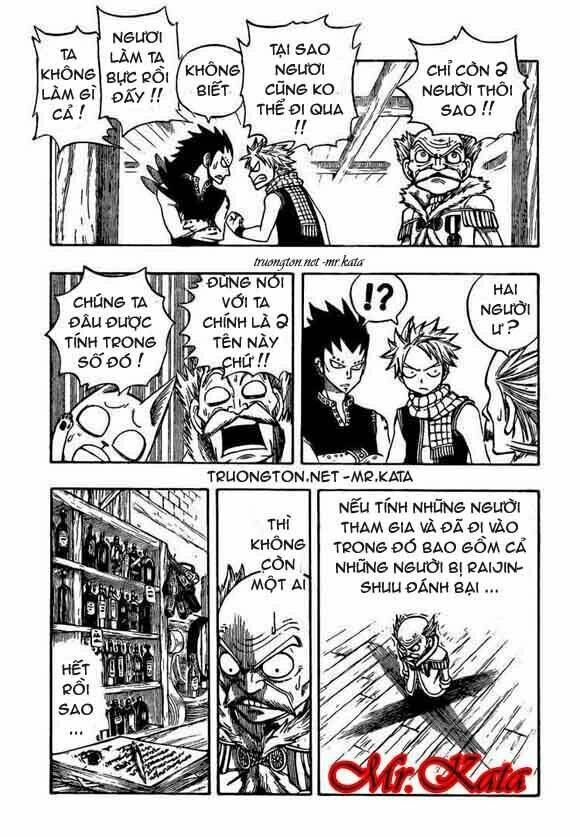 CHỈ CÒN 2
NGƯỜI THÔI
SAO !!
TẠI SAO
NGƯƠI
CŨNG KO
THỂ ĐI
QUA !!
KHÔNG
BIẾT
NGƯƠI
LÀM TA
BỰC RỒI
ĐẤY !!
TA
KHÔNG
LÀM GÌ
CẢ !
truongton.net -mr.kata
HAI
NGƯỜI
Ư ?
!?
ĐỪNG NÓI
VỚI TA
CHÍNH LÀ 2
TÊN NÀY
CHỨ !!
CHÚNG TA
ĐÂU ĐƯỢC
TÍNH TRONG
SỐ ĐÓ !
TRUONGTON.NET -MR.KATA
NẾU TÍNH NHỮNG NGƯỜI
THAM GIA VÀ ĐÃ ĐI VÀO
TRONG ĐÓ BAO GỒM CẢ
NHỮNG NGƯỜI BỊ RAIJIN-
SHUU ĐÁNH BẠI ...
THÌ
KHÔNG
CÒN
MỘT AI
HẾT
RỒI
SAO
...
Mr.Kata